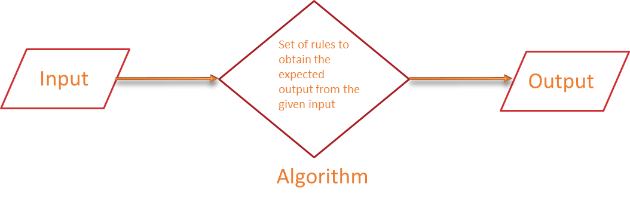 Input
Set of rules to
obtain the
expected
output from the
given input
Output
Algorithm